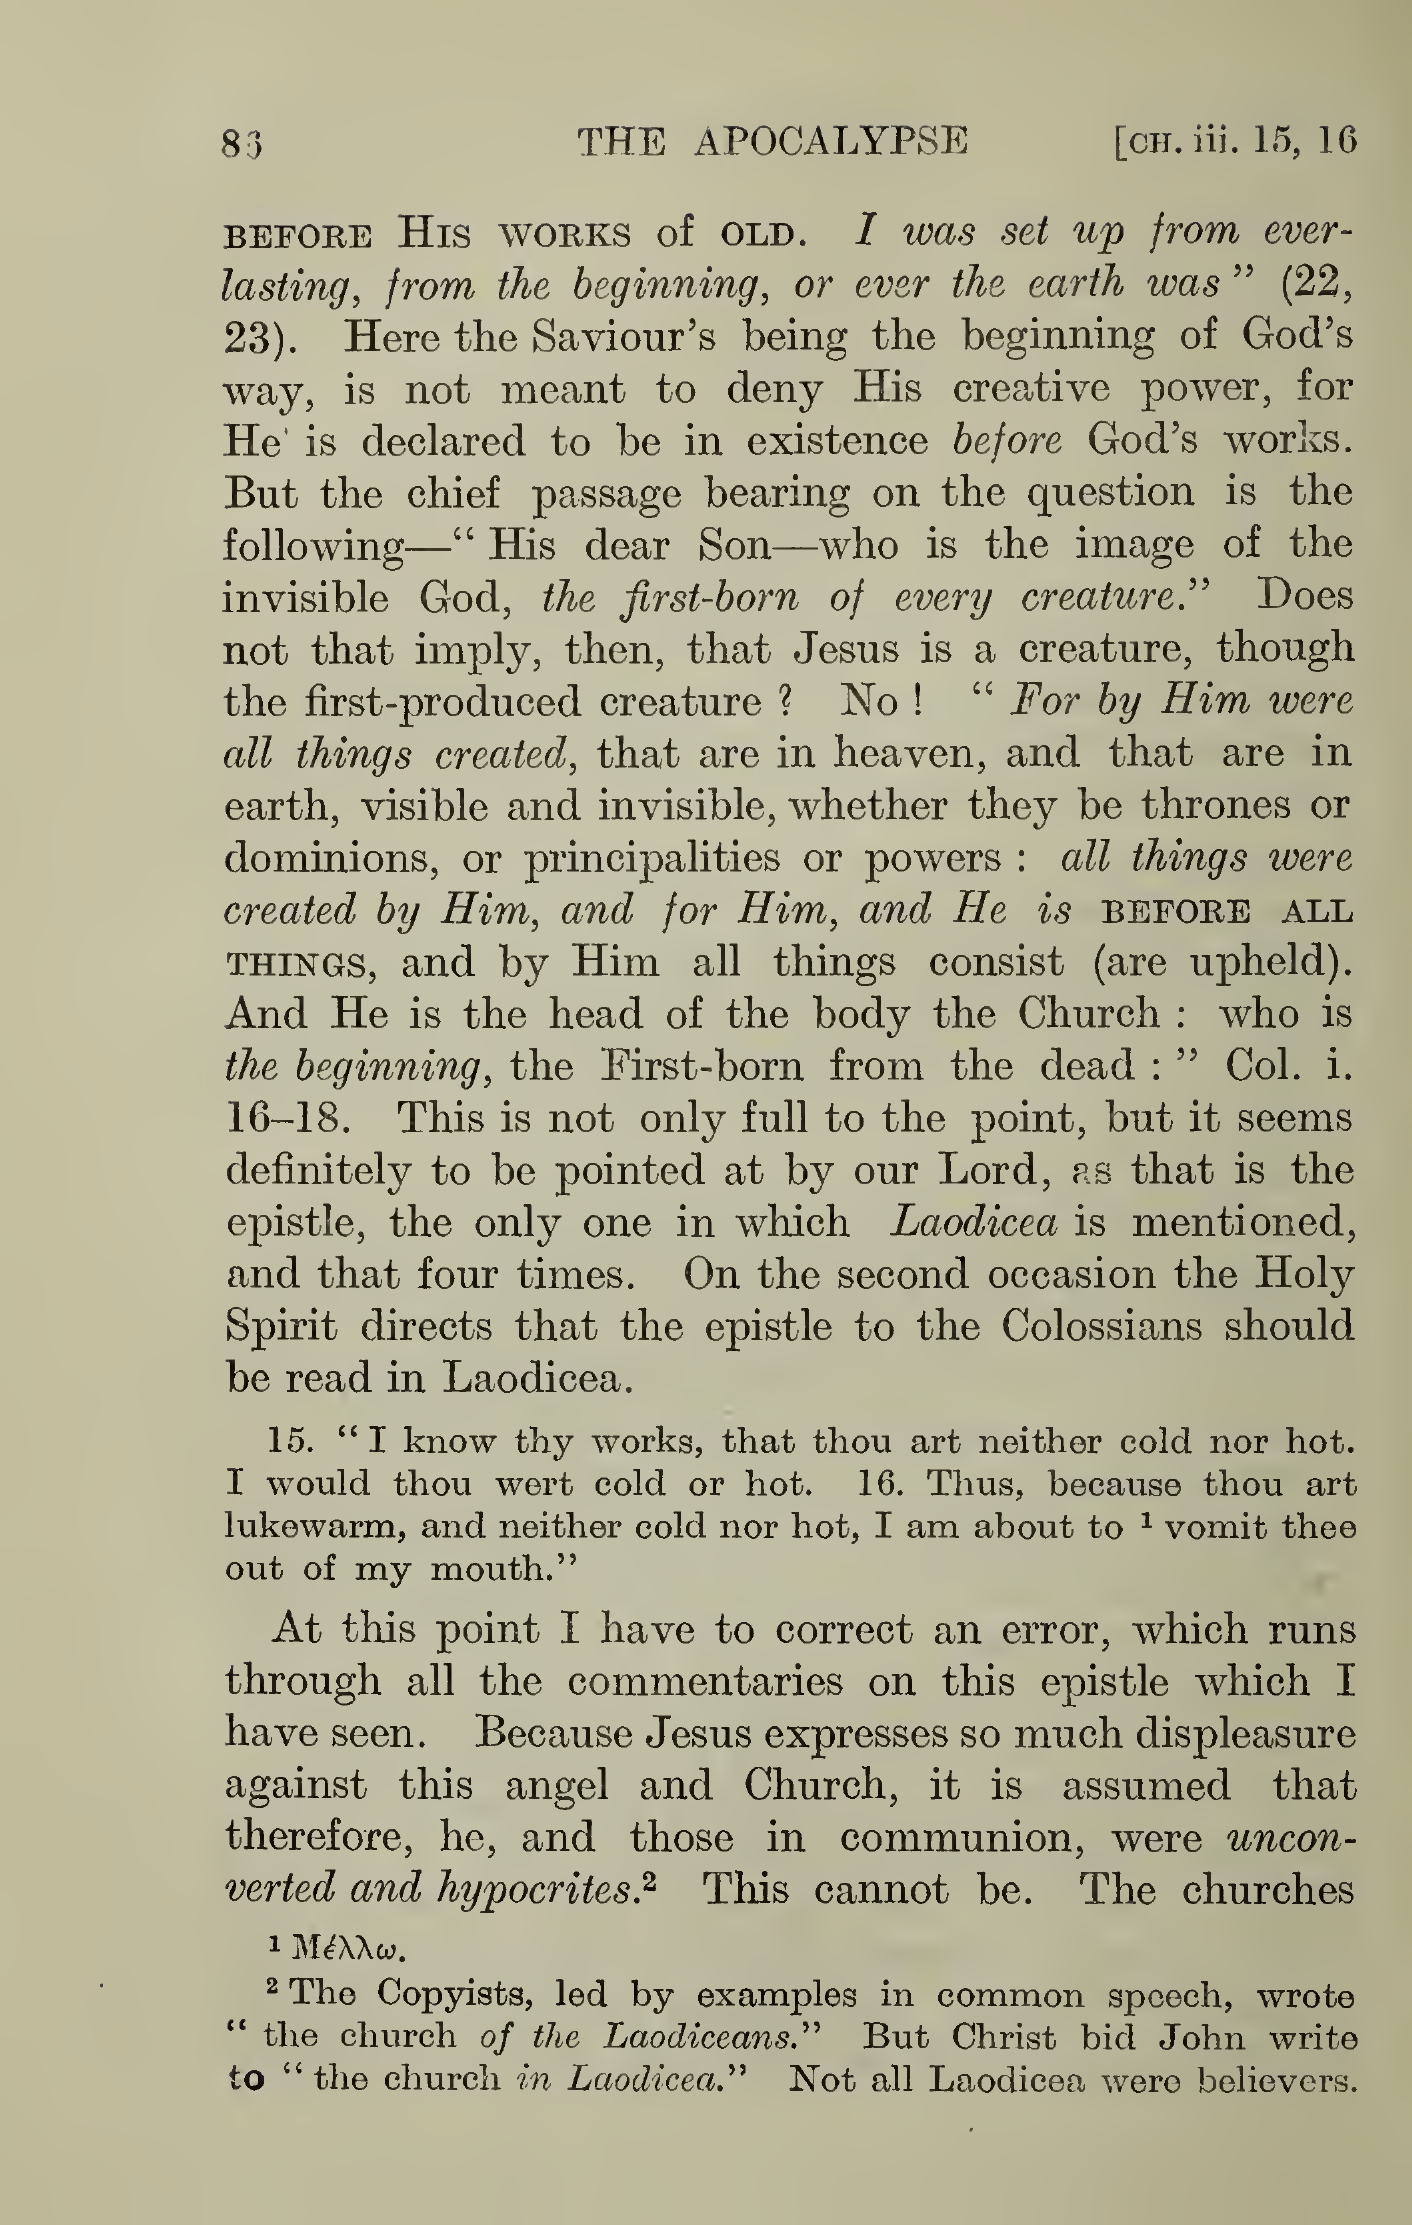 86 THE APOCALYPSE [CH. iii. 15, 16
BEFORE HIS WORKS of OLD. I was set up from ever-
lasting, from the beginning, or ever the earth was” (22,
23). Here the Saviour’s being the beginning of God’s
way, is not meant to deny His creative power, for
He is declared to be in existence before God’s works.
But the chief passage bearing on the question is the
following—“ His dear Son—who is the image of the
invisible God, the first-born of every creature.” Does
not that imply, then, that Jesus is a creature, though
the first-produced creature ? No ! “ For by Him were
all things created, that are in heaven, and that are in
earth, visible and invisible, whether they be thrones or
dominions, or principalities or powers : all things were
created by Him, and for Him, and He is BEFORE ALL
THINGS, and by Him all things consist (are upheld).
And He is the head of the body the Church : who is
the beginning, the First-born from the dead : ” Col. i.
16–18. This is not only full to the point, but it seems
definitely to be pointed at by our Lord, as that is the
epistle, the only one in which Laodicea is mentioned,
and that four times. On the second occasion the Holy
Spirit directs that the epistle to the Colossians should
be read in Laodicea.
15. “ I know thy works, that thou art neither cold nor hot.
I would thou wert cold or hot. 16. Thus, because thou art
lukewarm, and neither cold nor hot, I am about to ¹ vomit thee
out of my mouth.”
At this point I have to correct an error, which runs
through all the commentaries on this epistle which I
have seen. Because Jesus expresses so much displeasure
against this angel and Church, it is assumed that
therefore, he, and those in communion, were uncon-
verted and hypocrites.² This cannot be. The churches
¹ Μέλλω.
² The Copyists, led by examples in common speech, wrote
“ the church of the Laodiceans.” But Christ bid John write
to “ the church in Laodicea.” Not all Laodicea were believers.